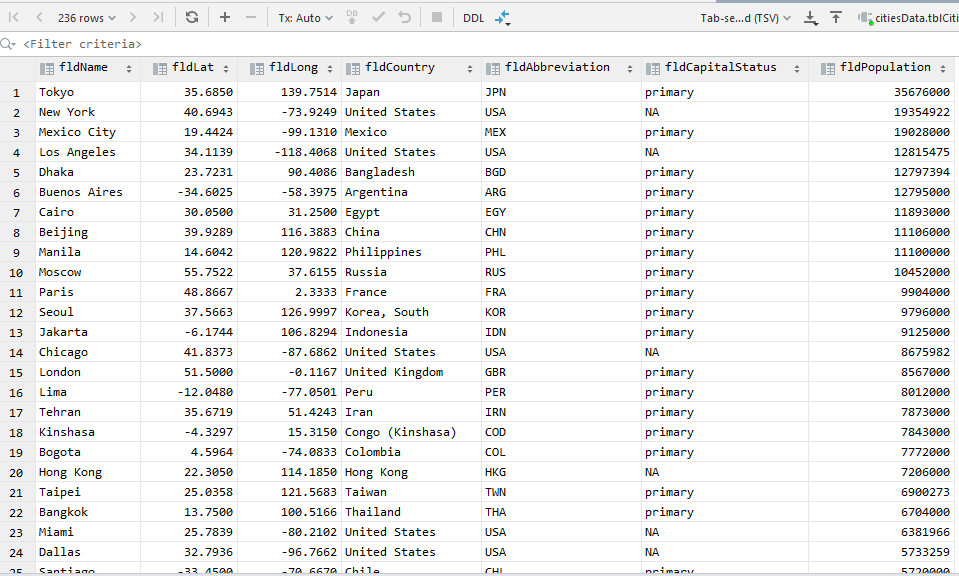 236 rows Tx: Auto DB DDL Tab-se...d (TSV) citiesData.tblCiti
<Filter criteria>
fldName fldLat fldLong fldCountry fldAbbreviation fldCapitalStatus fldPopulation
1 Tokyo 35.6850 139.7514 Japan JPN primary 35676000
2 New York 40.6943 -73.9249 United States USA NA 19354922
3 Mexico City 19.4424 -99.1310 Mexico MEX primary 19028000
4 Los Angeles 34.1139 -118.4068 United States USA NA 12815475
5 Dhaka 23.7231 90.4086 Bangladesh BGD primary 12797394
6 Buenos Aires -34.6025 -58.3975 Argentina ARG primary 12795000
7 Cairo 30.0500 31.2500 Egypt EGY primary 11893000
8 Beijing 39.9289 116.3883 China CHN primary 11106000
9 Manila 14.6042 120.9822 Philippines PHL primary 11100000
10 Moscow 55.7522 37.6155 Russia RUS primary 10452000
11 Paris 48.8667 2.3333 France FRA primary 9904000
12 Seoul 37.5663 126.9997 Korea, South KOR primary 9796000
13 Jakarta -6.1744 106.8294 Indonesia IDN primary 9125000
14 Chicago 41.8373 -87.6862 United States USA NA 8675982
15 London 51.5000 -0.1167 United Kingdom GBR primary 8567000
16 Lima -12.0480 -77.0501 Peru PER primary 8012000
17 Tehran 35.6719 51.4243 Iran IRN primary 7873000
18 Kinshasa -4.3297 15.3150 Congo (Kinshasa) COD primary 7843000
19 Bogota 4.5964 -74.0833 Colombia COL primary 7772000
20 Hong Kong 22.3050 114.1850 Hong Kong HKG NA 7206000
21 Taipei 25.0358 121.5683 Taiwan TWN primary 6900273
22 Bangkok 13.7500 100.5166 Thailand THA primary 6704000
23 Miami 25.7839 -80.2102 United States USA NA 6381966
24 Dallas 32.7936 -96.7662 United States USA NA 5733259
25 Santiago -33.4500 -70.6670 Chile CHL primary 5720000